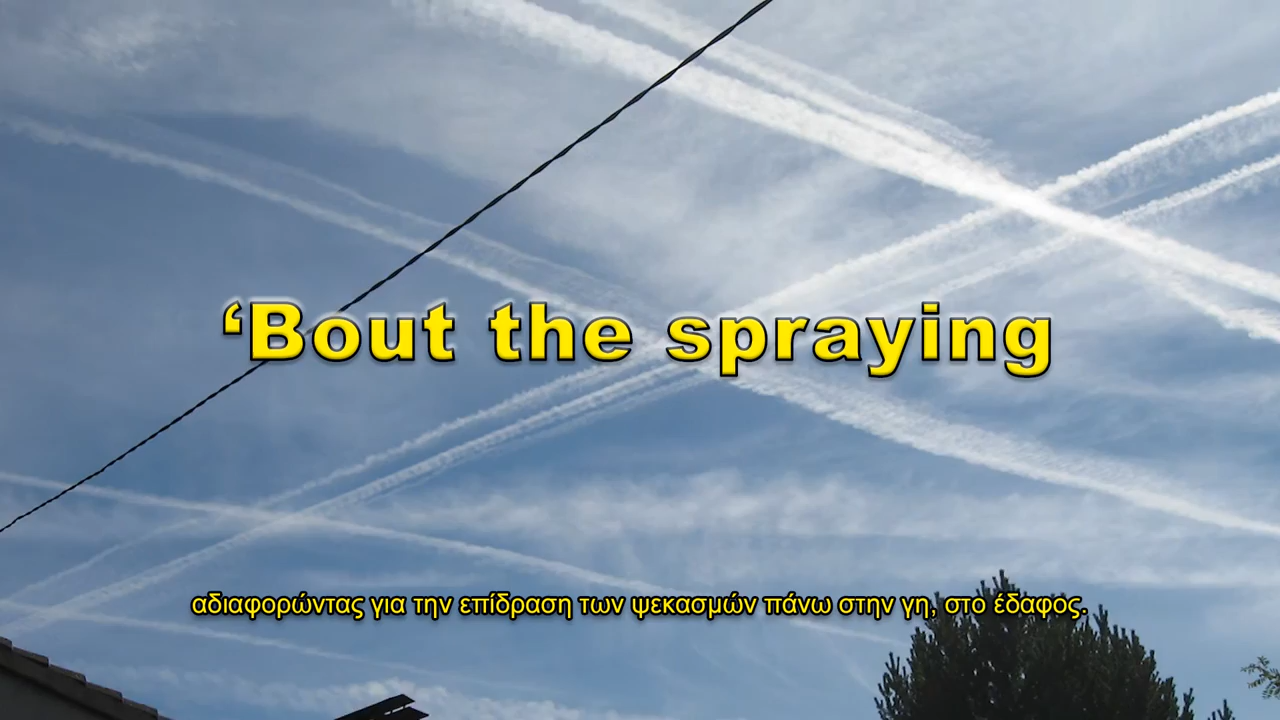 ‘Bout the spraying
αδιαφορώντας για την επίδραση των ψεκασμών πάνω στην γη, στο έδαφος.